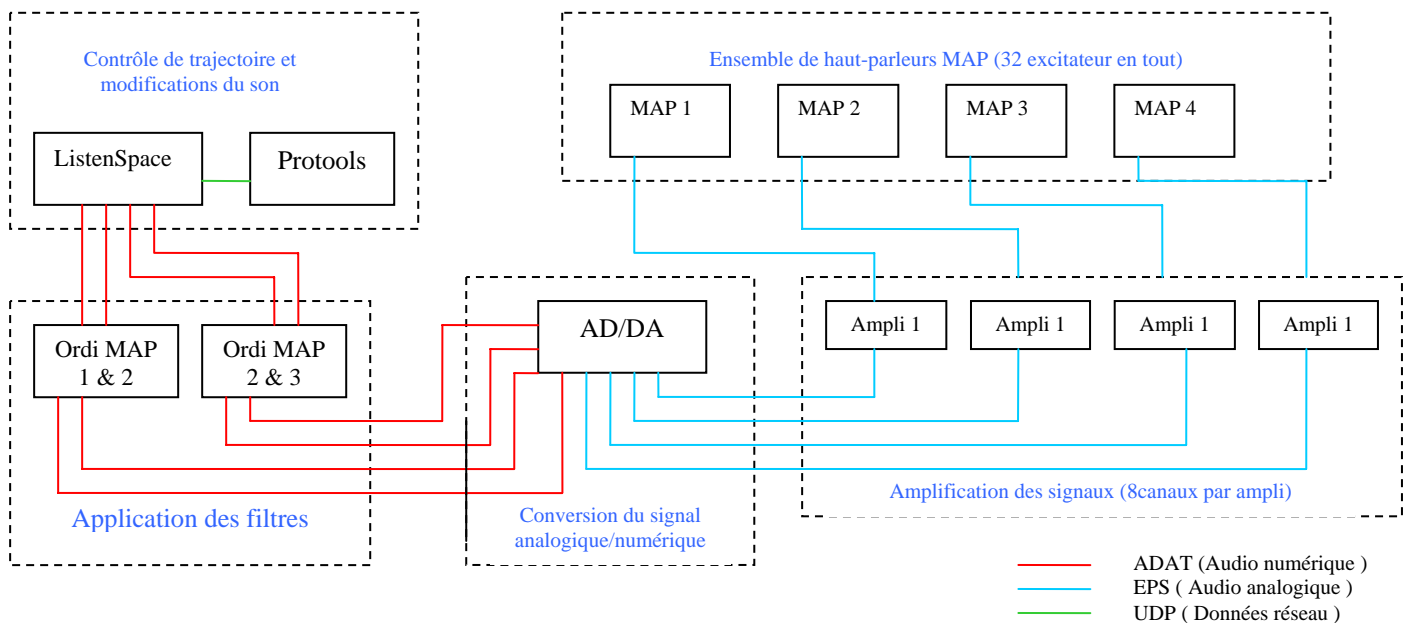 Contrôle de trajectoire et
modifications du son
ListenSpace
Protools
Ensemble de haut-parleurs MAP (32 excitateur en tout)
MAP 1
MAP 2
MAP 3
MAP 4
Ordi MAP
1 & 2
Ordi MAP
2 & 3
Application des filtres
AD/DA
Conversion du signal
analogique/numérique
Ampli 1
Ampli 1
Ampli 1
Ampli 1
Amplification des signaux (8canaux par ampli)
ADAT (Audio numérique )
EPS ( Audio analogique )
UDP ( Données réseau )